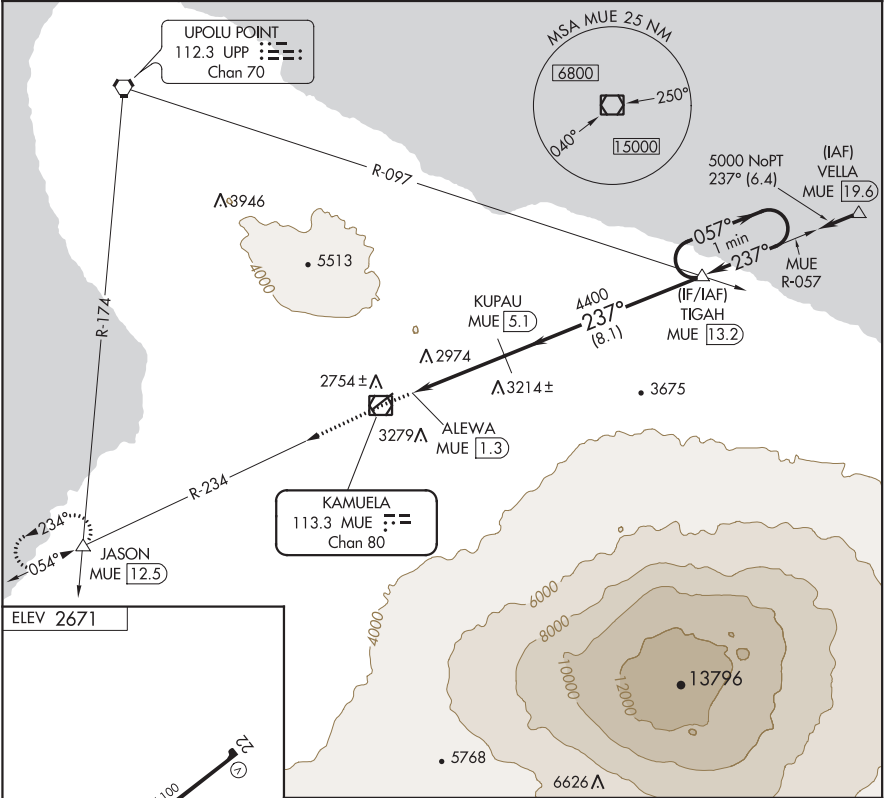 UPOLU POINT
112.3 UPP
Chan 70
MSA MUE 25 NM
6800
250°
040°
15000
5000 NoPT
237° (6.4)
(IAF)
VELLA
MUE 19.6
R-097
3946
5513
4000
057°
1 min
237°
MUE
R-057
(IF/IAF)
TIGAH
MUE 13.2
R-174
KUPAU
MUE 5.1
4400
237°
(8.1)
2974
2754 ±
3214 ±
3675
3279
ALEWA
MUE 1.3
R-234
KAMUELA
113.3 MUE
Chan 80
234°
054°
JASON
MUE 12.5
ELEV 2671
4000
6000
8000
10000
12000
13796
5768
6626
22
V
100